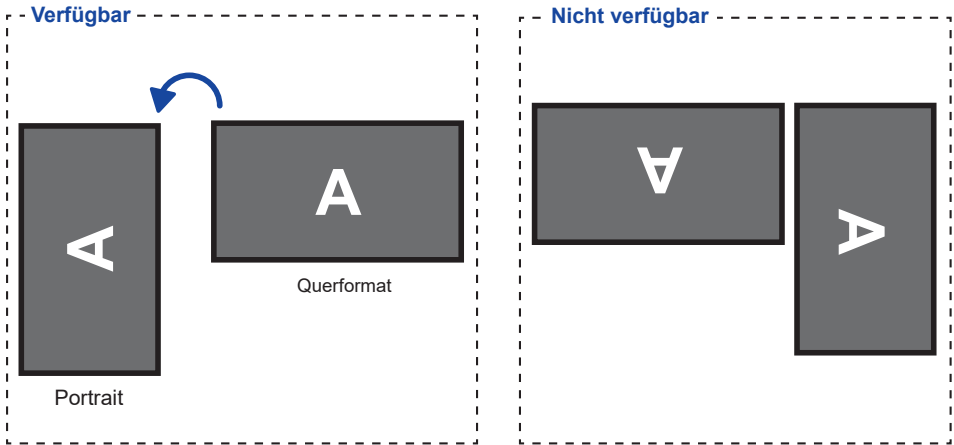 Verfügbar
A
A
Querformat
Portrait
Nicht verfügbar
A
A